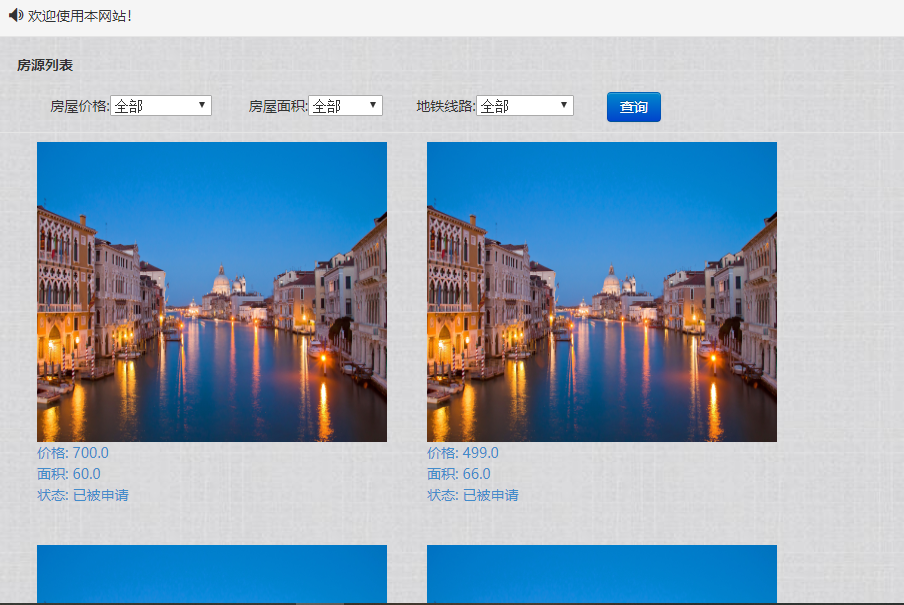 欢迎使用本网站!
房源列表
房屋价格: 全部 房屋面积: 全部 地铁线路: 全部 查询
价格: 700.0
面积: 60.0
状态: 已被申请
价格: 499.0
面积: 66.0
状态: 已被申请